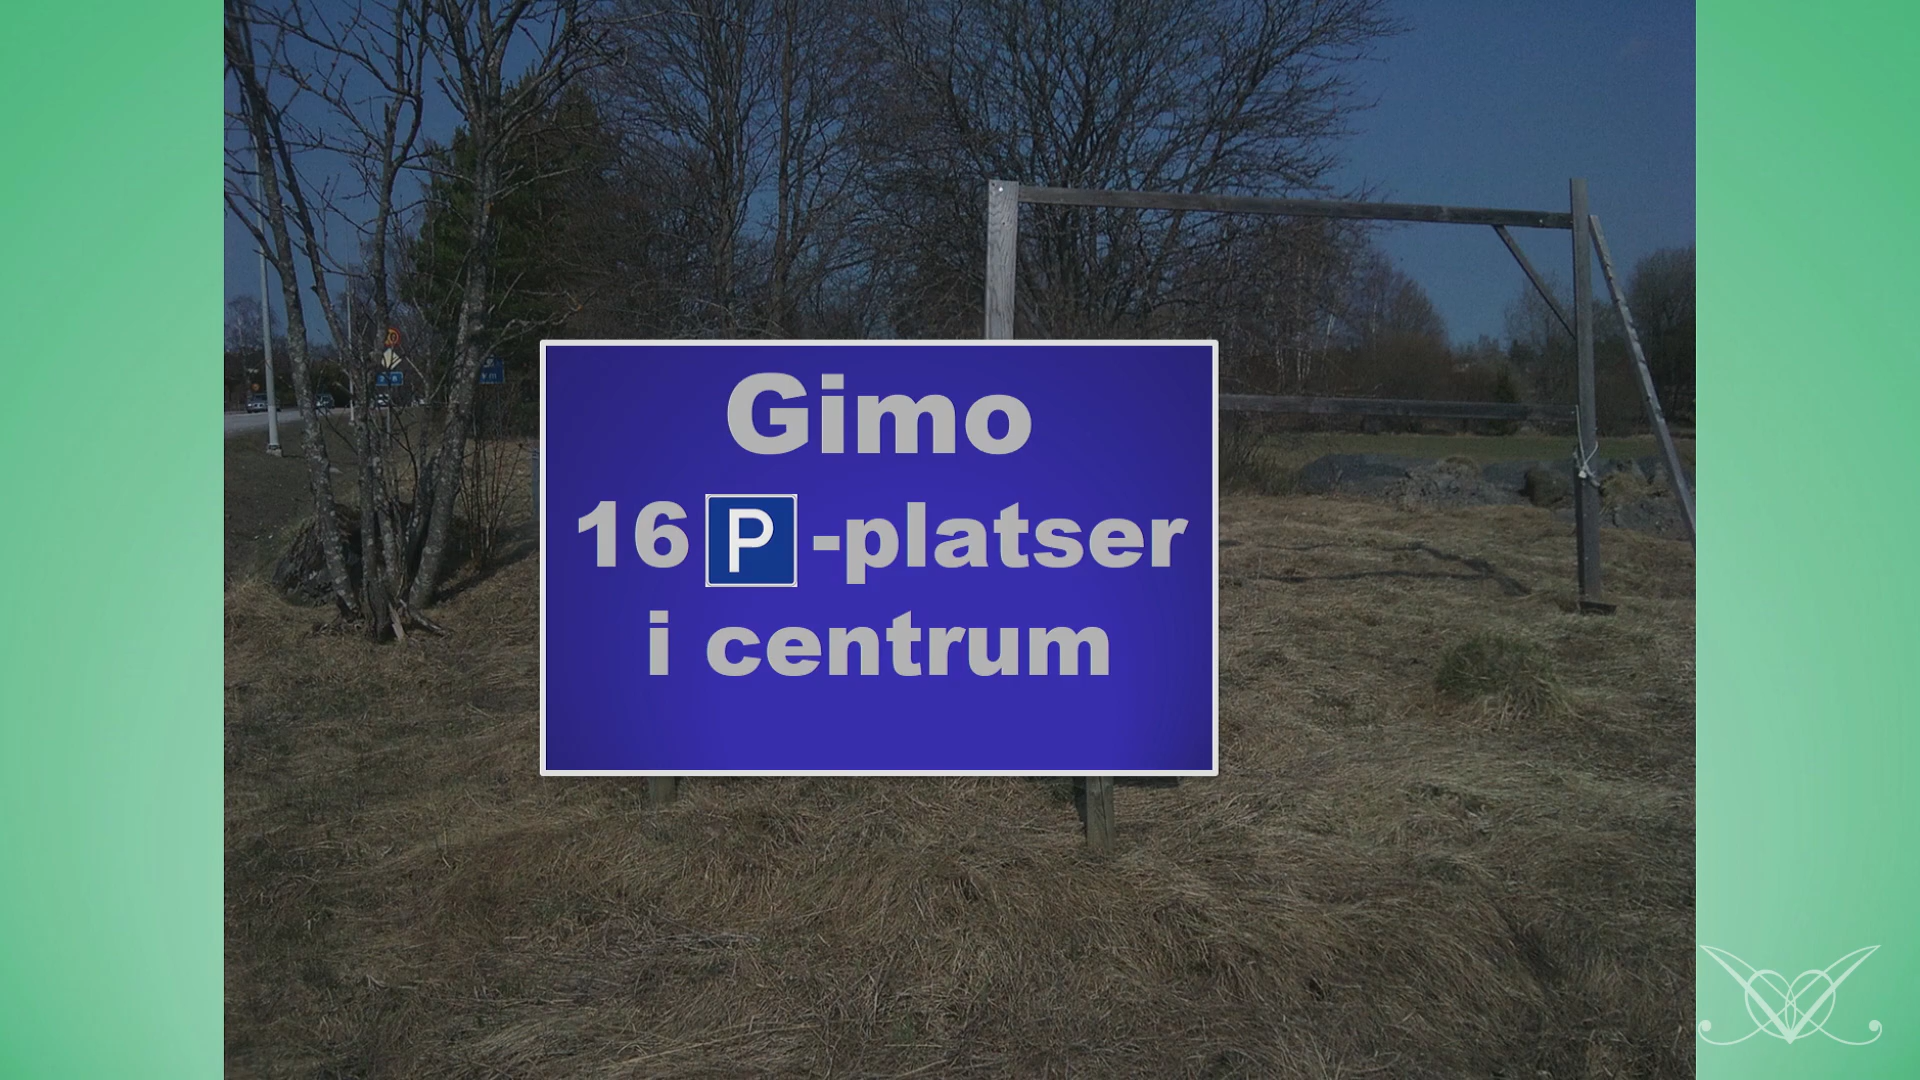 Gimo
16 P -platser
i centrum